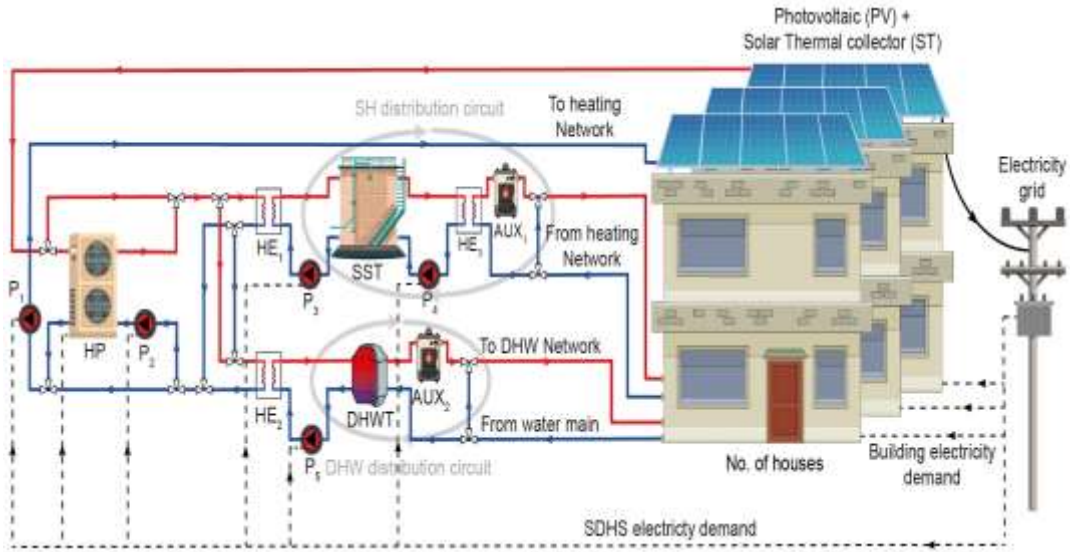 Photovoltaic (PV) +
Solar Thermal collector (ST)
SH distribution circuit
To heating
Network
Electricity
grid
HE₁
SST
HE₃
AUX₁
From heating
Network
P₁
HP
P₂
P₃
P₄
To DHW Network
HE₂
DHWT
AUX₂
From water main
P₅
DHW distribution circuit
No. of houses
Building electricity
demand
SDHS electricty demand